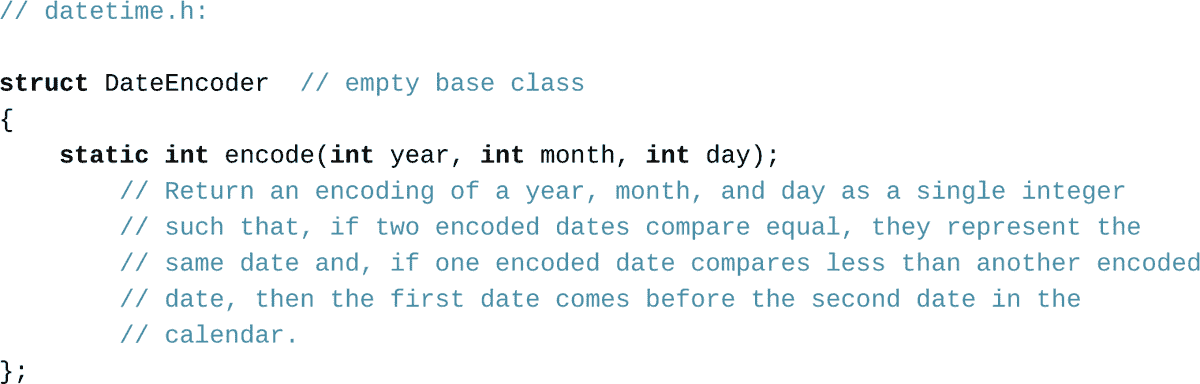 // datetime.h:
struct DateEncoder  // empty base class
{
    static int encode(int year, int month, int day);
        // Return an encoding of a year, month, and day as a single integer
        // such that, if two encoded dates compare equal, they represent the
        // same date and, if one encoded date compares less than another encoded
        // date, then the first date comes before the second date in the
        // calendar.
};